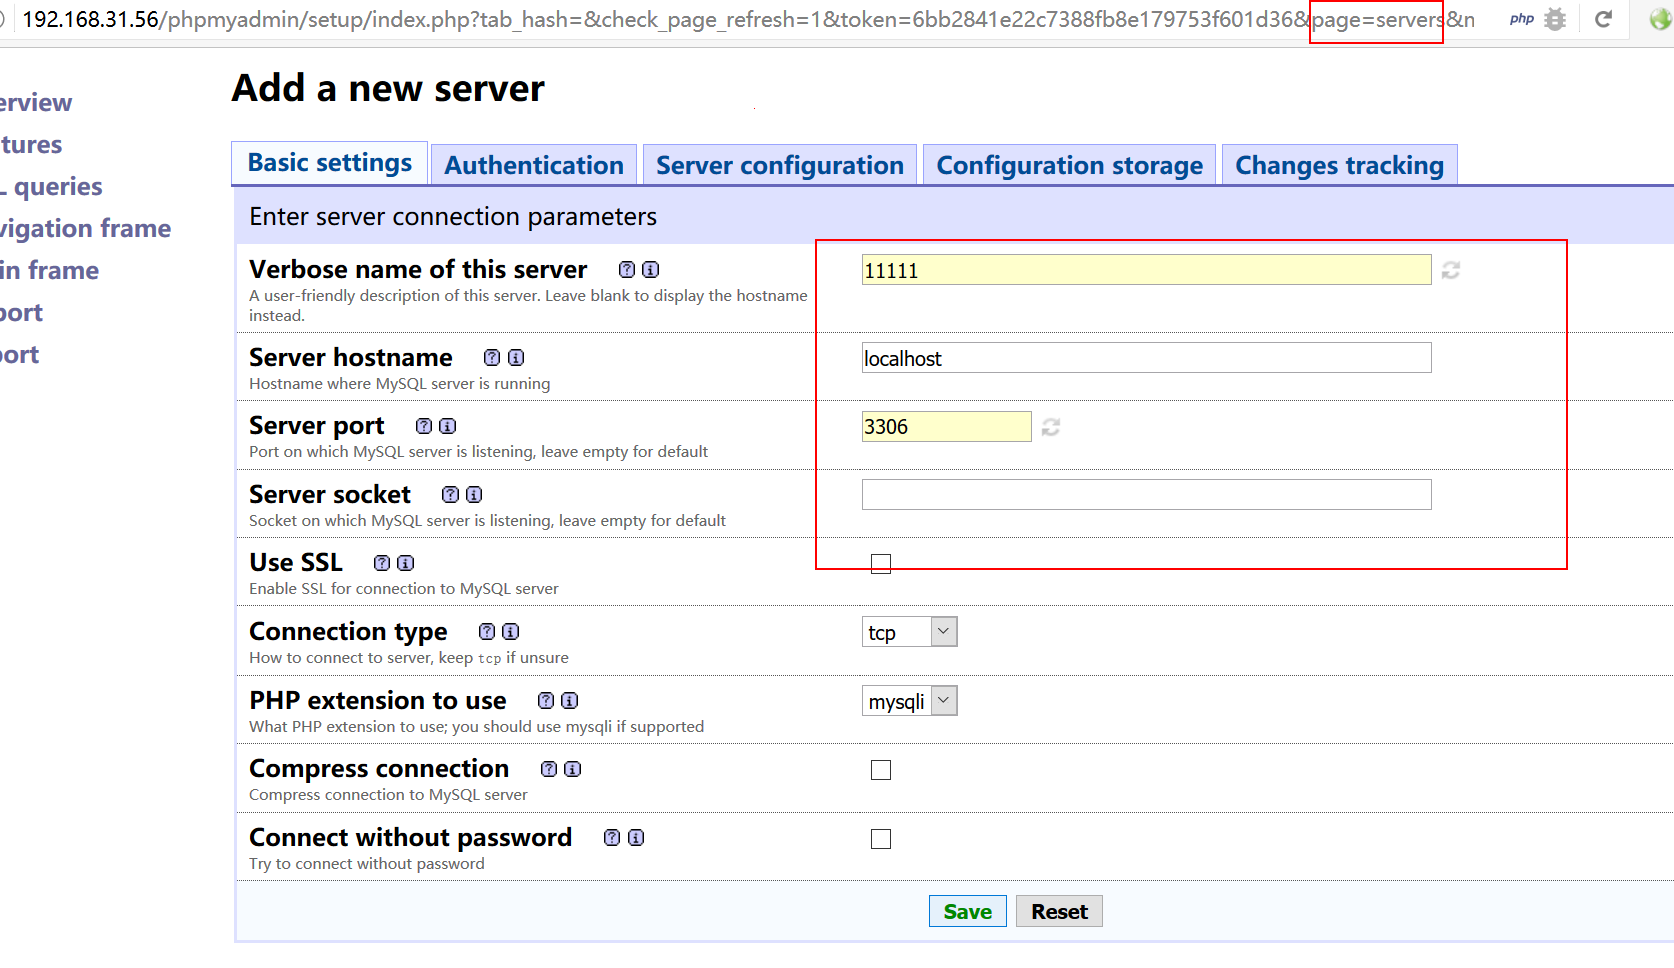 192.168.31.56/phpmyadmin/setup/index.php?tab_hash=&check_page_refresh=1&token=6bb2841e22c7388fb8e179753f601d36&page=servers&n
php
erview
tures
L queries
vigation frame
in frame
port
port
Add a new server
Basic settings
Authentication
Server configuration
Configuration storage
Changes tracking
Enter server connection parameters
Verbose name of this server
A user-friendly description of this server. Leave blank to display the hostname
instead.
11111
Server hostname
Hostname where MySQL server is running
localhost
Server port
Port on which MySQL server is listening, leave empty for default
3306
Server socket
Socket on which MySQL server is listening, leave empty for default
Use SSL
Enable SSL for connection to MySQL server
Connection type
How to connect to server, keep tcp if unsure
tcp
PHP extension to use
What PHP extension to use; you should use mysqli if supported
mysqli
Compress connection
Compress connection to MySQL server
Connect without password
Try to connect without password
Save
Reset